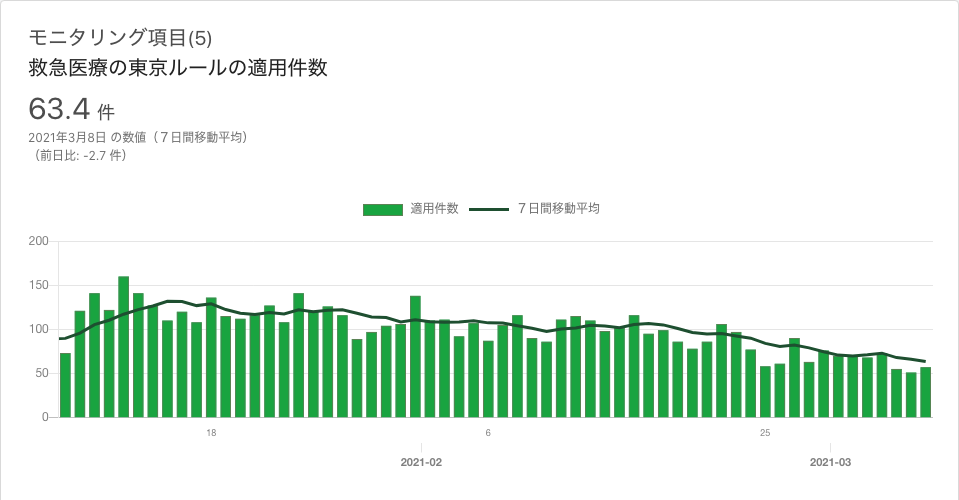 モニタリング項目(5)
救急医療の東京ルールの適用件数
63.4 件
2021年3月8日 の数値（７日間移動平均）
（前日比: -2.7 件）
適用件数 ７日間移動平均
200
150
100
50
0
18 6 25
2021-02 2021-03